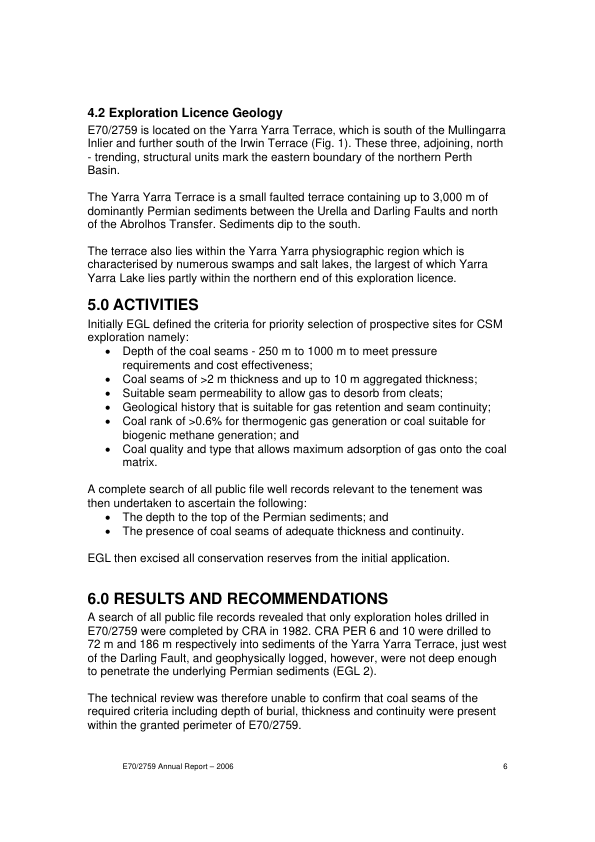 4.2 Exploration Licence Geology
E70/2759 is located on the Yarra Yarra Terrace, which is south of the Mullingarra
Inlier and further south of the Irwin Terrace (Fig. 1). These three, adjoining, north
- trending, structural units mark the eastern boundary of the northern Perth
Basin.
The Yarra Yarra Terrace is a small faulted terrace containing up to 3,000 m of
dominantly Permian sediments between the Urella and Darling Faults and north
of the Abrolhos Transfer. Sediments dip to the south.
The terrace also lies within the Yarra Yarra physiographic region which is
characterised by numerous swamps and salt lakes, the largest of which Yarra
Yarra Lake lies partly within the northern end of this exploration licence.
5.0 ACTIVITIES
Initially EGL defined the criteria for priority selection of prospective sites for CSM
exploration namely:
• Depth of the coal seams - 250 m to 1000 m to meet pressure
requirements and cost effectiveness;
• Coal seams of >2 m thickness and up to 10 m aggregated thickness;
• Suitable seam permeability to allow gas to desorb from cleats;
• Geological history that is suitable for gas retention and seam continuity;
• Coal rank of >0.6% for thermogenic gas generation or coal suitable for
biogenic methane generation; and
• Coal quality and type that allows maximum adsorption of gas onto the coal
matrix.
A complete search of all public file well records relevant to the tenement was
then undertaken to ascertain the following:
• The depth to the top of the Permian sediments; and
• The presence of coal seams of adequate thickness and continuity.
EGL then excised all conservation reserves from the initial application.
6.0 RESULTS AND RECOMMENDATIONS
A search of all public file records revealed that only exploration holes drilled in
E70/2759 were completed by CRA in 1982. CRA PER 6 and 10 were drilled to
72 m and 186 m respectively into sediments of the Yarra Yarra Terrace, just west
of the Darling Fault, and geophysically logged, however, were not deep enough
to penetrate the underlying Permian sediments (EGL 2).
The technical review was therefore unable to confirm that coal seams of the
required criteria including depth of burial, thickness and continuity were present
within the granted perimeter of E70/2759.
E70/2759 Annual Report – 2006 6